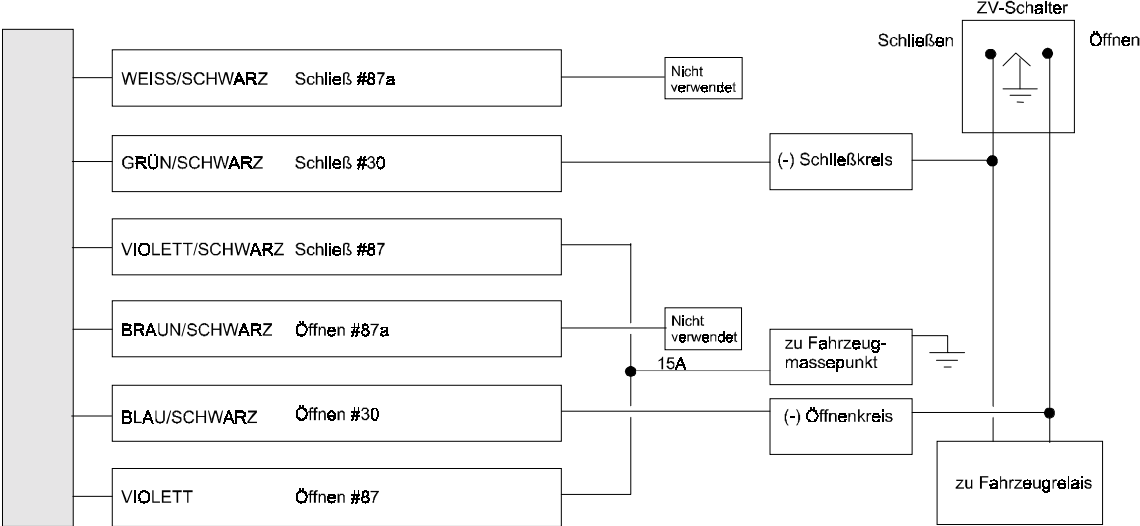 ZV-Schalter
Schließen
Öffnen
WEISS/SCHWARZ Schließ #87a
Nicht
verwendet
GRÜN/SCHWARZ Schließ #30
(-) Schließkreis
VIOLETT/SCHWARZ Schließ #87
BRAUN/SCHWARZ Öffnen #87a
Nicht
verwendet
zu Fahrzeug-
massepunkt
15A
BLAU/SCHWARZ Öffnen #30
(-) Öffnenkreis
VIOLETT Öffnen #87
zu Fahrzeugrelais